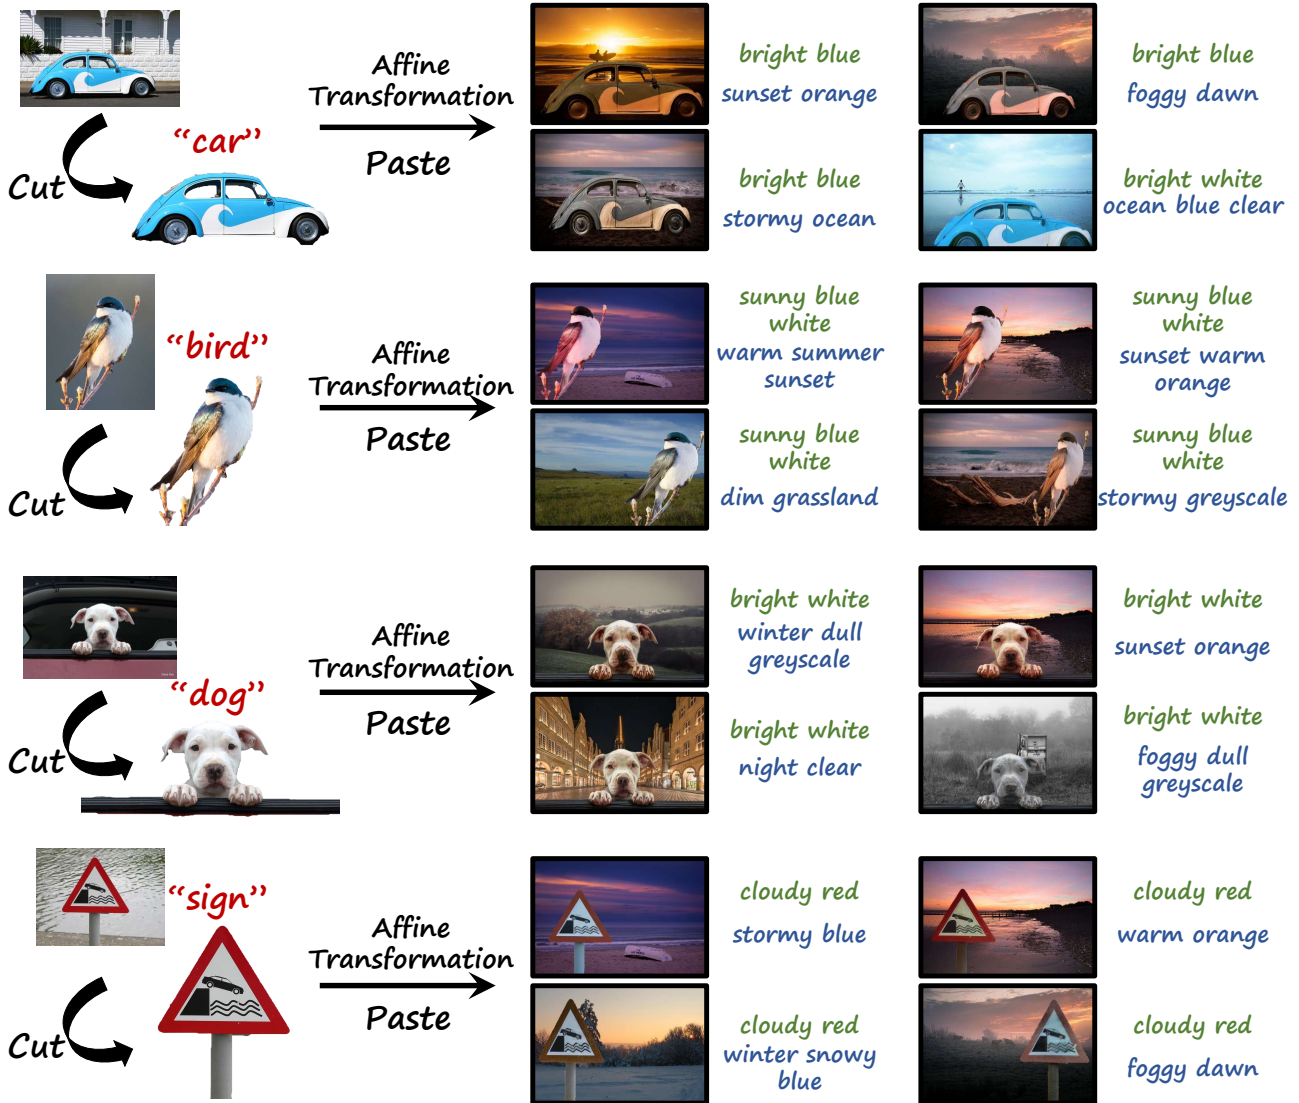 Cut
“car”
Affine
Transformation
Paste
bright blue
sunset orange
bright blue
foggy dawn
bright blue
stormy ocean
bright white
ocean blue clear
Cut
“bird”
Affine
Transformation
Paste
sunny blue
white
warm summer
sunset
sunny blue
white
sunset warm
orange
sunny blue
white
dim grassland
sunny blue
white
stormy greyscale
Cut
“dog”
Affine
Transformation
Paste
bright white
winter dull
greyscale
bright white
sunset orange
bright white
night clear
bright white
foggy dull
greyscale
Cut
“sign”
Affine
Transformation
Paste
cloudy red
stormy blue
cloudy red
warm orange
cloudy red
winter snowy
blue
cloudy red
foggy dawn